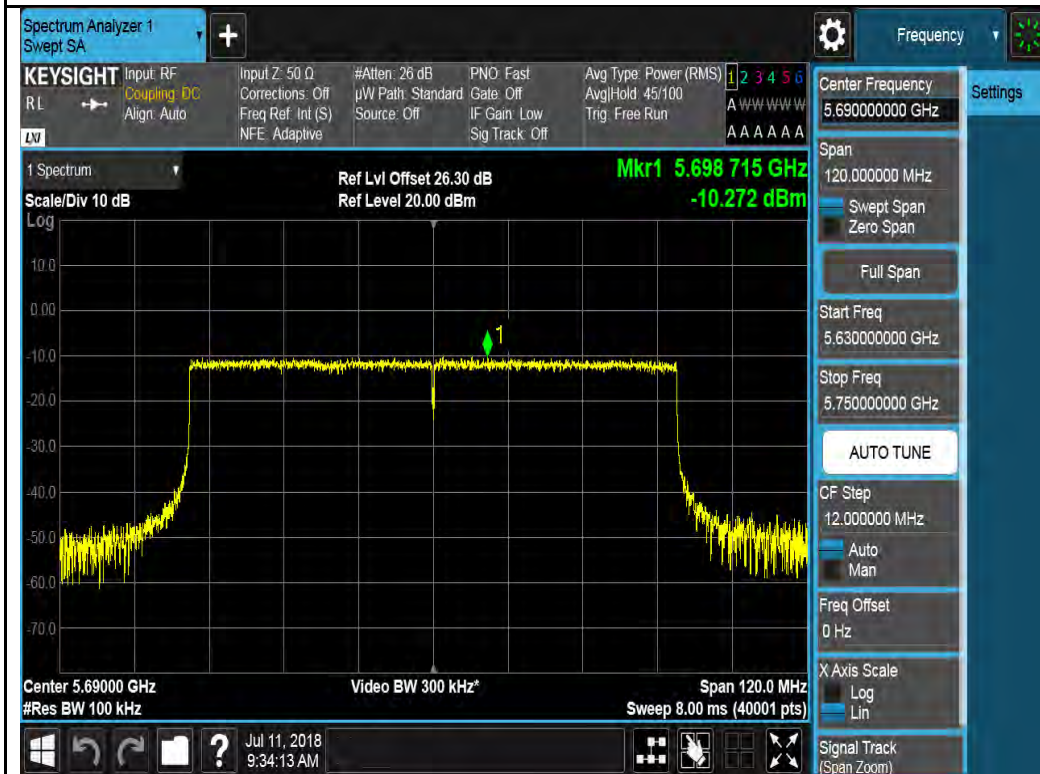 Spectrum Analyzer 1
Swept SA
+
Frequency
KEYSIGHT
RL
LXI
Input: RF
Coupling: DC
Align: Auto
Input Z: 50 Ω
Corrections: Off
Freq Ref: Int (S)
NFE: Adaptive
#Atten: 26 dB
µW Path: Standard
Source: Off
PNO: Fast
Gate: Off
IF Gain: Low
Sig Track: Off
Avg Type: Power (RMS)
Avg|Hold: 45/100
Trig: Free Run
1 2 3 4 5 6
A W W W W W
A A A A A A
1 Spectrum
Scale/Div 10 dB
Log
Ref Lvl Offset 26.30 dB
Ref Level 20.00 dBm
Mkr1 5.698 715 GHz
-10.272 dBm
10.0
0.00
-10.0
-20.0
-30.0
-40.0
-50.0
-60.0
-70.0
1
Center 5.69000 GHz
#Res BW 100 kHz
Video BW 300 kHz*
Span 120.0 MHz
Sweep 8.00 ms (40001 pts)
Center Frequency
5.690000000 GHz
Settings
Span
120.000000 MHz
Swept Span
Zero Span
Full Span
Start Freq
5.630000000 GHz
Stop Freq
5.750000000 GHz
AUTO TUNE
CF Step
12.000000 MHz
Auto
Man
Freq Offset
0 Hz
X Axis Scale
Log
Lin
Signal Track
(Span Zoom)
?
Jul 11, 2018
9:34:13 AM